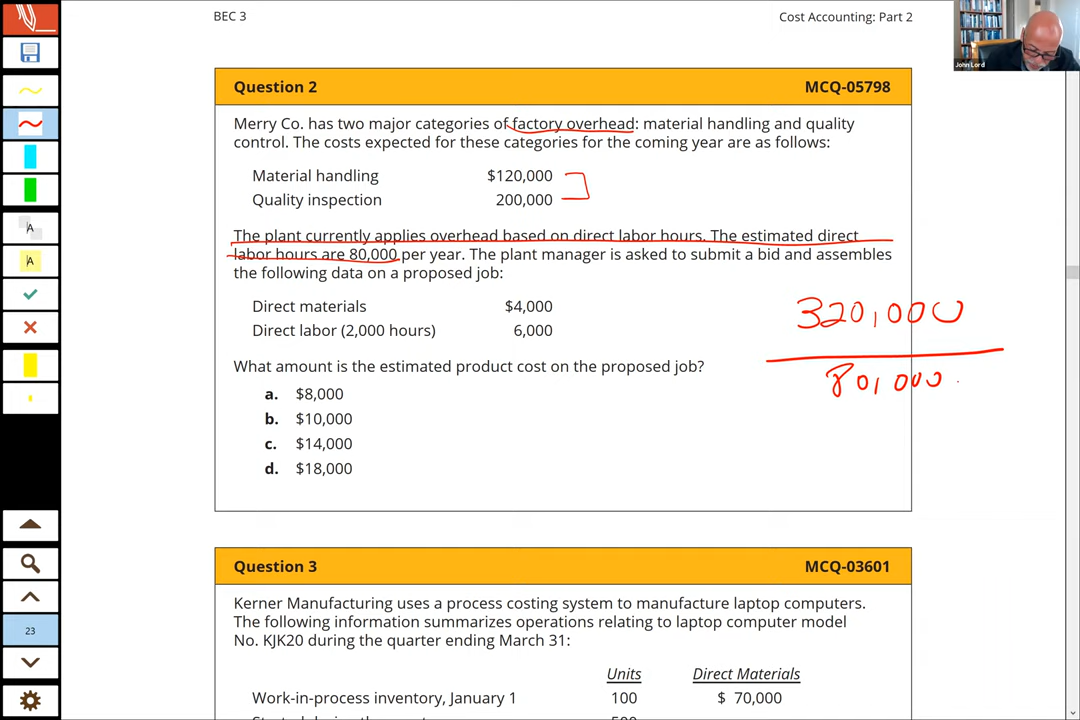 BEC 3
Cost Accounting: Part 2
John Lord
Question 2 MCQ-05798
Merry Co. has two major categories of factory overhead: material handling and quality
control. The costs expected for these categories for the coming year are as follows:
Material handling $120,000
Quality inspection 200,000
The plant currently applies overhead based on direct labor hours. The estimated direct
labor hours are 80,000 per year. The plant manager is asked to submit a bid and assembles
the following data on a proposed job:
Direct materials $4,000
Direct labor (2,000 hours) 6,000
320,000
80,000
What amount is the estimated product cost on the proposed job?
a. $8,000
b. $10,000
c. $14,000
d. $18,000
Question 3 MCQ-03601
Kerner Manufacturing uses a process costing system to manufacture laptop computers.
The following information summarizes operations relating to laptop computer model
No. KJK20 during the quarter ending March 31:
Units Direct Materials
Work-in-process inventory, January 1 100 $ 70,000
A
A
23